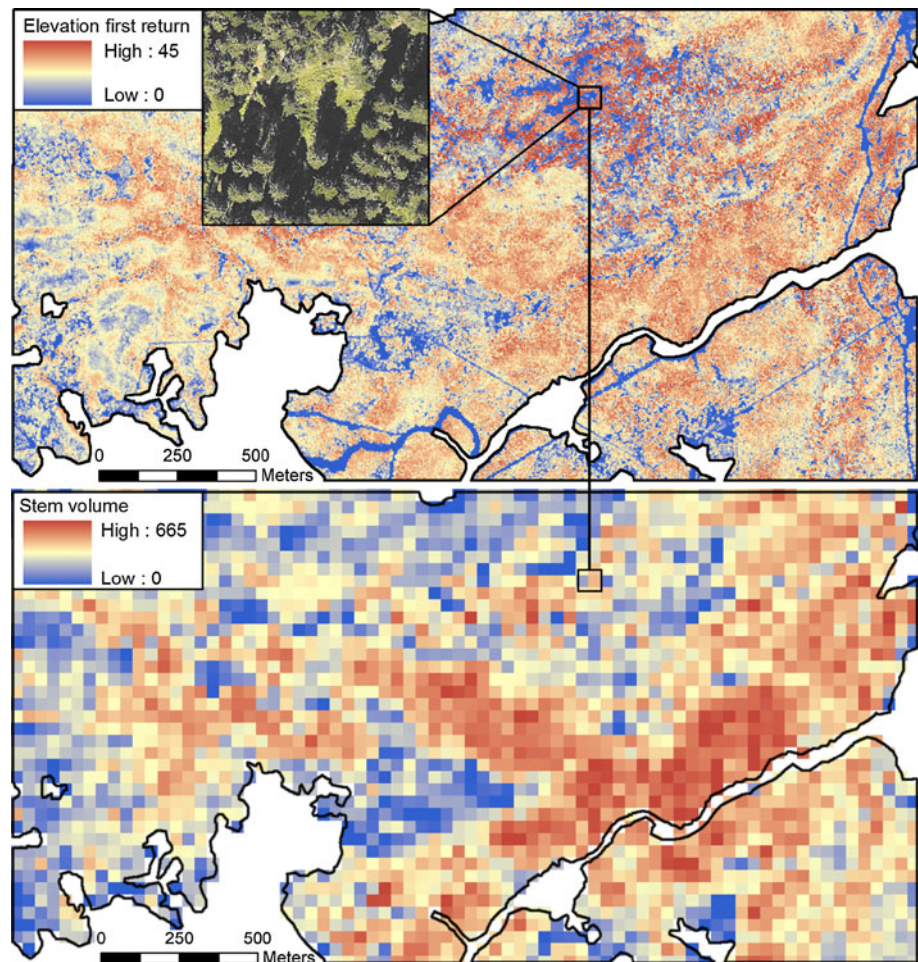 Elevation first return
High : 45
Low : 0
0 250 500 Meters
Stem volume
High : 665
Low : 0
0 250 500 Meters